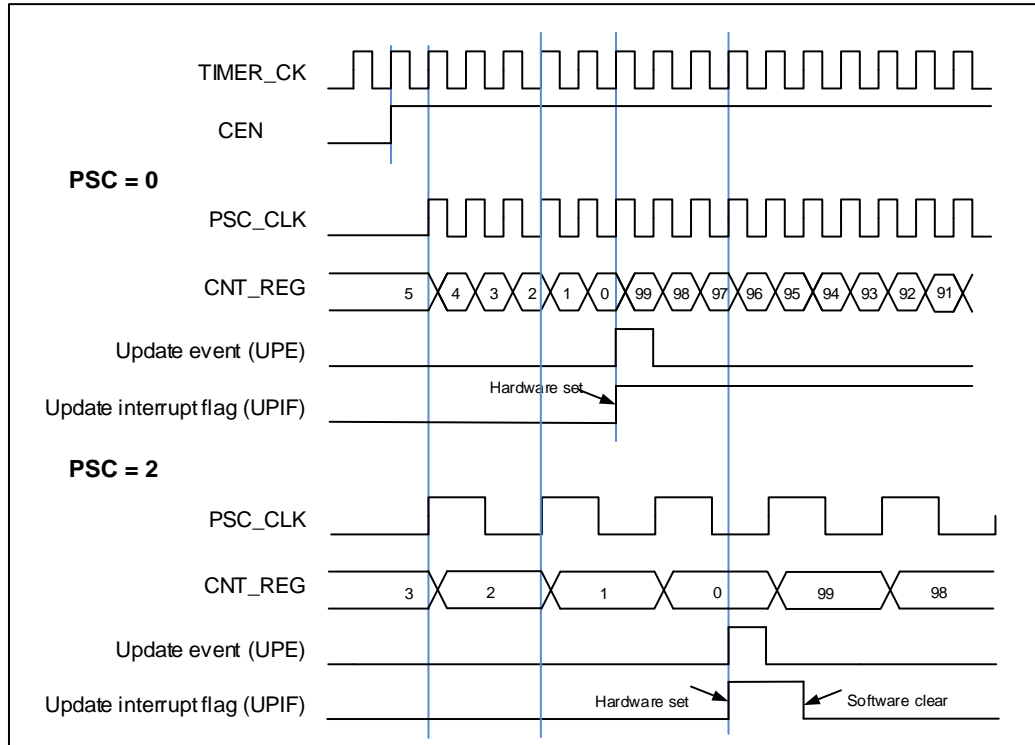 TIMER_CK
CEN
PSC = 0
PSC_CLK
CNT_REG 5 4 3 2 1 0 99 98 97 96 95 94 93 92 91
Update event (UPE)
Hardware set
Update interrupt flag (UPIF)
PSC = 2
PSC_CLK
CNT_REG 3 2 1 0 99 98
Update event (UPE)
Update interrupt flag (UPIF) Hardware set Software clear